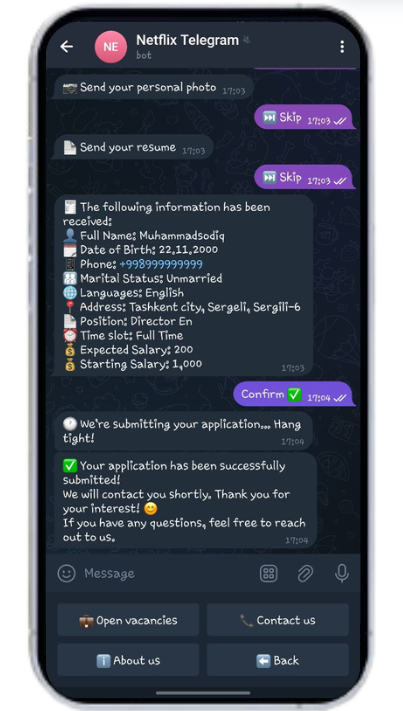 NE
Netflix Telegram
bot
📷 Send your personal photo 17:03
⏭️ Skip 17:03
📄 Send your resume 17:03
⏭️ Skip 17:03
📋 The following information has been
received:
👤 Full Name: Muhammadsodiq
📅 Date of Birth: 22.11.2000
📱 Phone: +998999999999
👫 Marital Status: Unmarried
🌐 Languages: English
📍 Address: Tashkent city, Sergeli, Sergili-6
📄 Position: Director En
⏰ Time slot: Full Time
💰 Expected Salary: 200
💰 Starting Salary: 1,000
17:03
Confirm ✅ 17:04
🕐 We're submitting your application... Hang
tight!
17:04
✅ Your application has been successfully
submitted!
We will contact you shortly. Thank you for
your interest! 😊
If you have any questions, feel free to reach
out to us.
17:04
Message
💼 Open vacancies
📞 Contact us
ℹ️ About us
⬅️ Back